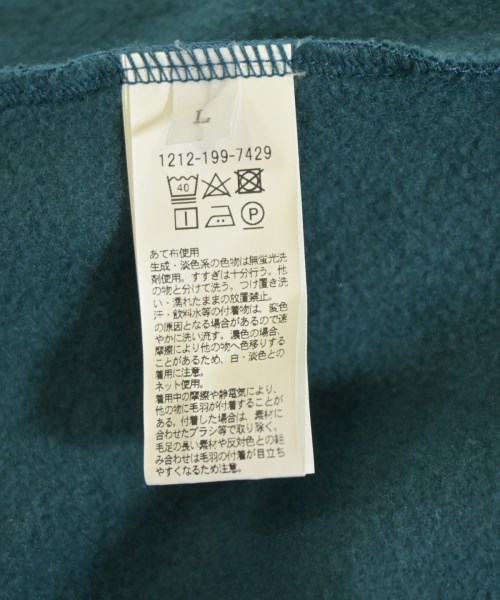 L
1212-199-7429
40
P
あて布使用
生成・淡色系の色物は無蛍光洗
剤使用。すすぎは十分行う。他
の物と分けて洗う。つけ置き洗
い・濡れたままの放置禁止。
汗・飲料水等の付着物は、変色
の原因となる場合があるので速
やかに洗い流す。濃色の場合、
摩擦により他の物へ色移りする
ことがあるため、白・淡色との
着用に注意。
ネット使用。
着用中の摩擦や静電気により、
他の物に毛羽が付着することが
ある。付着した場合は、素材に
合わせたブラシ等で取り除く。
毛足の長い素材や反対色との組
み合わせは毛羽の付着が目立ち
やすくなるため注意。